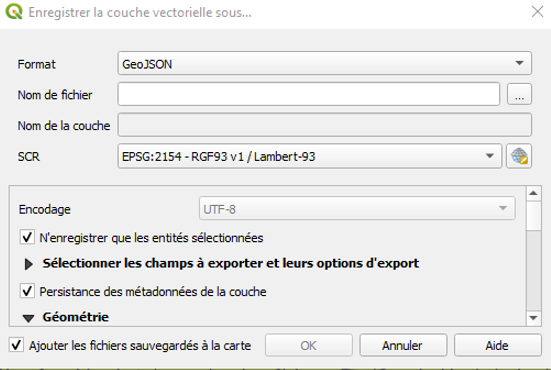 Enregistrer la couche vectorielle sous...
Format GeoJSON
Nom de fichier ...
Nom de la couche
SCR EPSG:2154 - RGF93 v1 / Lambert-93
Encodage UTF-8
N'enregistrer que les entités sélectionnées
Sélectionner les champs à exporter et leurs options d'export
Persistance des métadonnées de la couche
Géométrie
Ajouter les fichiers sauvegardés à la carte OK Annuler Aide